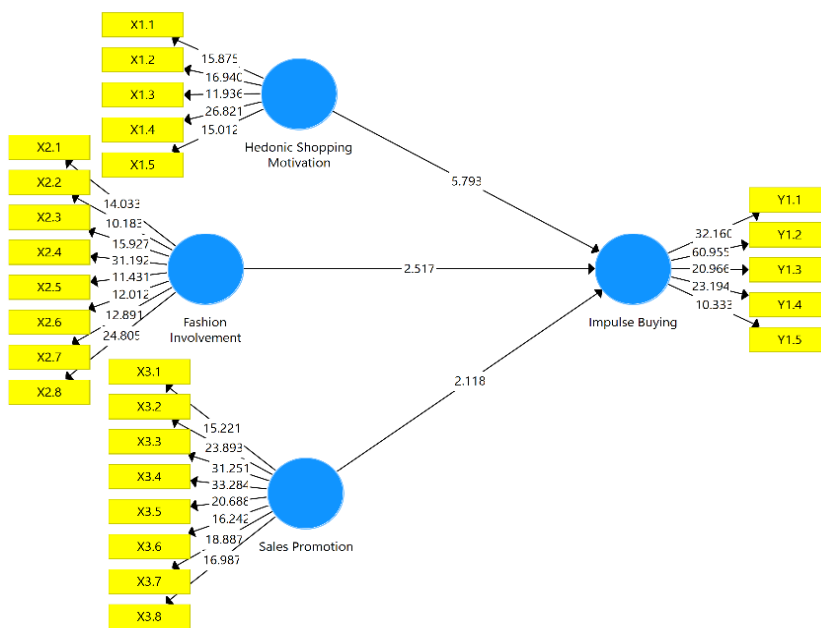 X1.1
X1.2
X1.3
X1.4
X1.5
15.875
16.940
11.936
26.821
15.012
Hedonic Shopping
Motivation
X2.1
X2.2
X2.3
X2.4
X2.5
X2.6
X2.7
X2.8
14.033
10.183
15.927
31.192
11.431
12.012
12.891
24.805
Fashion
Involvement
X3.1
X3.2
X3.3
X3.4
X3.5
X3.6
X3.7
X3.8
15.221
23.893
31.251
33.284
20.688
16.242
18.887
16.987
Sales Promotion
5.793
2.517
2.118
Impulse Buying
32.160
60.955
20.966
23.194
10.333
Y1.1
Y1.2
Y1.3
Y1.4
Y1.5